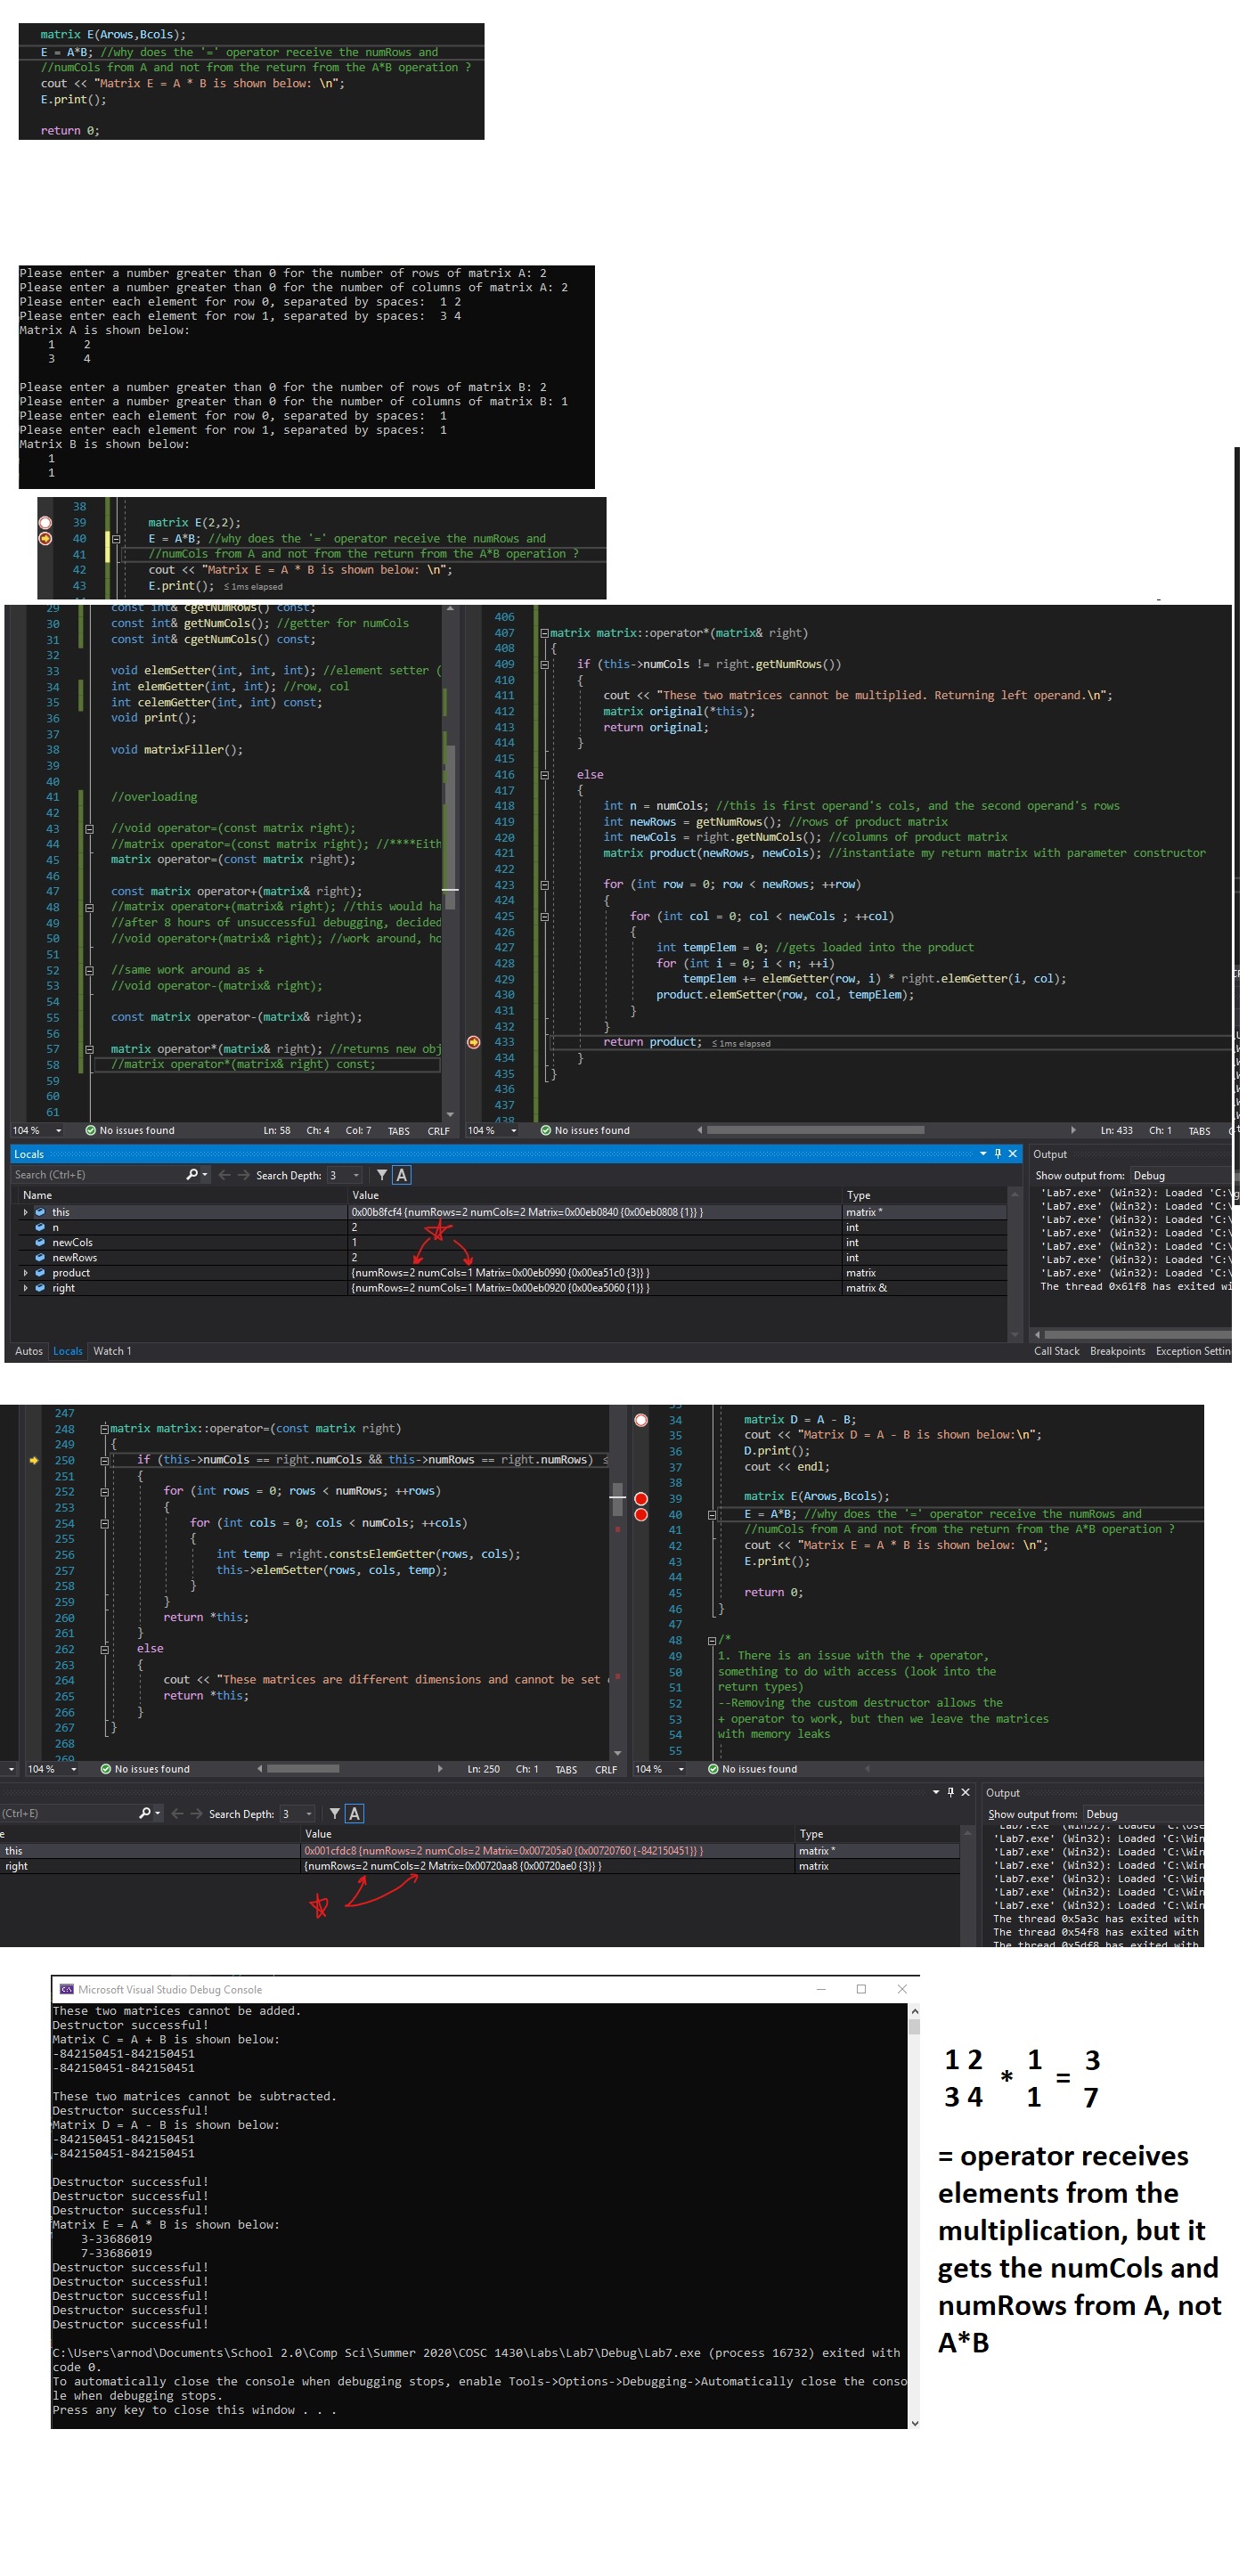 matrix E(Arows,Bcols);
E = A*B; //why does the '=' operator receive the numRows and
//numCols from A and not from the return from the A*B operation ?
cout << "Matrix E = A * B is shown below: \n";
E.print();
return 0;
Please enter a number greater than 0 for the number of rows of matrix A: 2
Please enter a number greater than 0 for the number of columns of matrix A: 2
Please enter each element for row 0, separated by spaces:  1 2
Please enter each element for row 1, separated by spaces:  3 4
Matrix A is shown below:
1    2
3    4
Please enter a number greater than 0 for the number of rows of matrix B: 2
Please enter a number greater than 0 for the number of columns of matrix B: 1
Please enter each element for row 0, separated by spaces:  1
Please enter each element for row 1, separated by spaces:  1
Matrix B is shown below:
1
1
38
39 matrix E(2,2);
40 E = A*B; //why does the '=' operator receive the numRows and
41 //numCols from A and not from the return from the A*B operation ?
42 cout << "Matrix E = A * B is shown below: \n";
43 E.print(); ≤ 1ms elapsed
29 const int& cgetNumRows() const;
30 const int& getNumCols(); //getter for numCols
31 const int& cgetNumCols() const;
32
33 void elemSetter(int, int, int); //element setter (
34 int elemGetter(int, int); //row, col
35 int celemGetter(int, int) const;
36 void print();
37
38 void matrixFiller();
39
40
41 //overloading
42
43 //void operator=(const matrix right);
44 //matrix operator=(const matrix right); //****Eith
45 matrix operator=(const matrix right);
46
47 const matrix operator+(matrix& right);
48 //matrix operator+(matrix& right); //this would ha
49 //after 8 hours of unsuccessful debugging, decided
50 //void operator+(matrix& right); //work around, ho
51
52 //same work around as +
53 //void operator-(matrix& right);
54
55 const matrix operator-(matrix& right);
56
57 matrix operator*(matrix& right); //returns new obj
58 //matrix operator*(matrix& right) const;
59
60
61
104 % No issues found Ln: 58 Ch: 4 Col: 7 TABS CRLF
406
407 matrix matrix::operator*(matrix& right)
408 {
409 if (this->numCols != right.getNumRows())
410 {
411 cout << "These two matrices cannot be multiplied. Returning left operand.\n";
412 matrix original(*this);
413 return original;
414 }
415
416 else
417 {
418 int n = numCols; //this is first operand's cols, and the second operand's rows
419 int newRows = getNumRows(); //rows of product matrix
420 int newCols = right.getNumCols(); //columns of product matrix
421 matrix product(newRows, newCols); //instantiate my return matrix with parameter constructor
422
423 for (int row = 0; row < newRows; ++row)
424 {
425 for (int col = 0; col < newCols ; ++col)
426 {
427 int tempElem = 0; //gets loaded into the product
428 for (int i = 0; i < n; ++i)
429 tempElem += elemGetter(row, i) * right.elemGetter(i, col);
430 product.elemSetter(row, col, tempElem);
431 }
432 }
433 return product; ≤ 1ms elapsed
434 }
435 }
436
437
438
104 % No issues found Ln: 433 Ch: 1 TABS
Locals
Search (Ctrl+E) Search Depth: 3 A
Name Value Type
this 0x00b8fcf4 {numRows=2 numCols=2 Matrix=0x00eb0840 {0x00eb0808 {1}} } matrix *
n 2 int
newCols 1 int
newRows 2 int
product {numRows=2 numCols=1 Matrix=0x00eb0990 {0x00ea51c0 {3}} } matrix
right {numRows=2 numCols=1 Matrix=0x00eb0920 {0x00ea5060 {1}} } matrix &
Autos Locals Watch 1
Output
Show output from: Debug
'Lab7.exe' (Win32): Loaded 'C:\
'Lab7.exe' (Win32): Loaded 'C:\
'Lab7.exe' (Win32): Loaded 'C:\
'Lab7.exe' (Win32): Loaded 'C:\
'Lab7.exe' (Win32): Loaded 'C:\
'Lab7.exe' (Win32): Loaded 'C:\
'Lab7.exe' (Win32): Loaded 'C:\
The thread 0x61f8 has exited wi
Call Stack Breakpoints Exception Settin
247
248 matrix matrix::operator=(const matrix right)
249 {
250 if (this->numCols == right.numCols && this->numRows == right.numRows) ≤
251 {
252 for (int rows = 0; rows < numRows; ++rows)
253 {
254 for (int cols = 0; cols < numCols; ++cols)
255 {
256 int temp = right.constsElemGetter(rows, cols);
257 this->elemSetter(rows, cols, temp);
258 }
259 }
260 return *this;
261 }
262 else
263 {
264 cout << "These matrices are different dimensions and cannot be set
265 return *this;
266 }
267 }
268
269
104 % No issues found Ln: 250 Ch: 1 TABS CRLF
34 matrix D = A - B;
35 cout << "Matrix D = A - B is shown below:\n";
36 D.print();
37 cout << endl;
38
39 matrix E(Arows,Bcols);
40 E = A*B; //why does the '=' operator receive the numRows and
41 //numCols from A and not from the return from the A*B operation ?
42 cout << "Matrix E = A * B is shown below: \n";
43 E.print();
44
45 return 0;
46 }
47
48 /*
49 1. There is an issue with the + operator,
50 something to do with access (look into the
51 return types)
52 --Removing the custom destructor allows the
53 + operator to work, but then we leave the matrices
54 with memory leaks
55
104 % No issues found
(Ctrl+E) Search Depth: 3 A
e Value Type
this 0x001cfdc8 {numRows=2 numCols=2 Matrix=0x007205a0 {0x00720760 {-842150451}} } matrix *
right {numRows=2 numCols=2 Matrix=0x00720aa8 {0x00720ae0 {3}} } matrix
Output
Show output from: Debug
'Lab7.exe' (Win32): Loaded 'C:\Use
'Lab7.exe' (Win32): Loaded 'C:\Win
'Lab7.exe' (Win32): Loaded 'C:\Win
'Lab7.exe' (Win32): Loaded 'C:\Win
'Lab7.exe' (Win32): Loaded 'C:\Win
'Lab7.exe' (Win32): Loaded 'C:\Win
'Lab7.exe' (Win32): Loaded 'C:\Win
The thread 0x5a3c has exited with
The thread 0x54f8 has exited with
The thread 0x5df8 has exited with
Microsoft Visual Studio Debug Console
These two matrices cannot be added.
Destructor successful!
Matrix C = A + B is shown below:
-842150451-842150451
-842150451-842150451
These two matrices cannot be subtracted.
Destructor successful!
Matrix D = A - B is shown below:
-842150451-842150451
-842150451-842150451
Destructor successful!
Destructor successful!
Destructor successful!
Matrix E = A * B is shown below:
3-33686019
7-33686019
Destructor successful!
Destructor successful!
Destructor successful!
Destructor successful!
Destructor successful!
C:\Users\arnod\Documents\School 2.0\Comp Sci\Summer 2020\COSC 1430\Labs\Lab7\Debug\Lab7.exe (process 16732) exited with
code 0.
To automatically close the console when debugging stops, enable Tools->Options->Debugging->Automatically close the conso
le when debugging stops.
Press any key to close this window . . .
1 2 * 1 = 3
3 4 1 7
= operator receives
elements from the
multiplication, but it
gets the numCols and
numRows from A, not
A*B